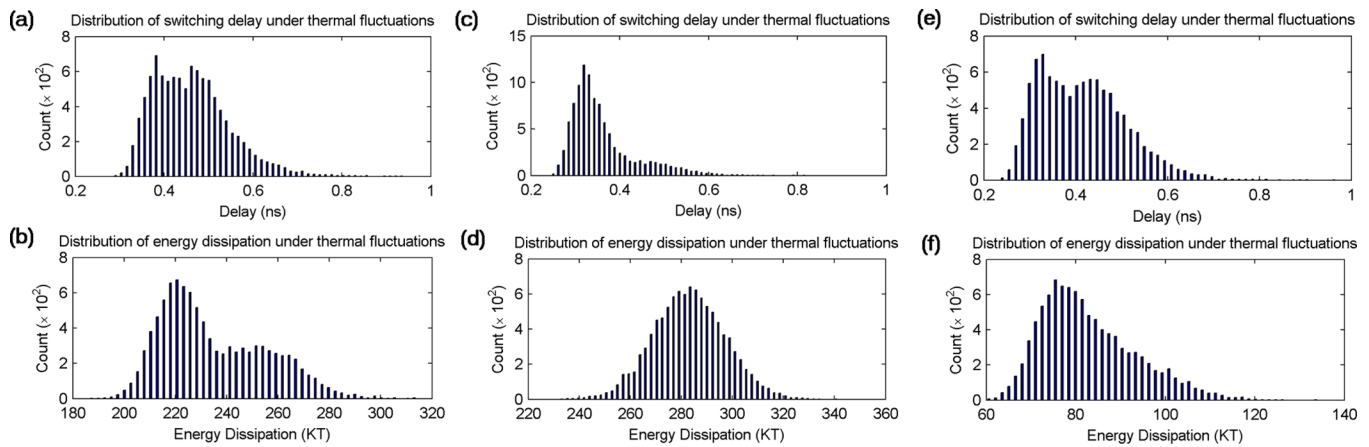 (a)
Distribution of switching delay under thermal fluctuations
8
6
4
2
0
Count (× 10²)
0.2 0.4 0.6 0.8 1
Delay (ns)
(b)
Distribution of energy dissipation under thermal fluctuations
8
6
4
2
0
Count (× 10²)
180 200 220 240 260 280 300 320
Energy Dissipation (KT)
(c)
Distribution of switching delay under thermal fluctuations
15
10
5
0
Count (× 10²)
0.2 0.4 0.6 0.8 1
Delay (ns)
(d)
Distribution of energy dissipation under thermal fluctuations
8
6
4
2
0
Count (× 10²)
220 240 260 280 300 320 340 360
Energy Dissipation (KT)
(e)
Distribution of switching delay under thermal fluctuations
8
6
4
2
0
Count (× 10²)
0.2 0.4 0.6 0.8 1
Delay (ns)
(f)
Distribution of energy dissipation under thermal fluctuations
8
6
4
2
0
Count (× 10²)
60 80 100 120 140
Energy Dissipation (KT)